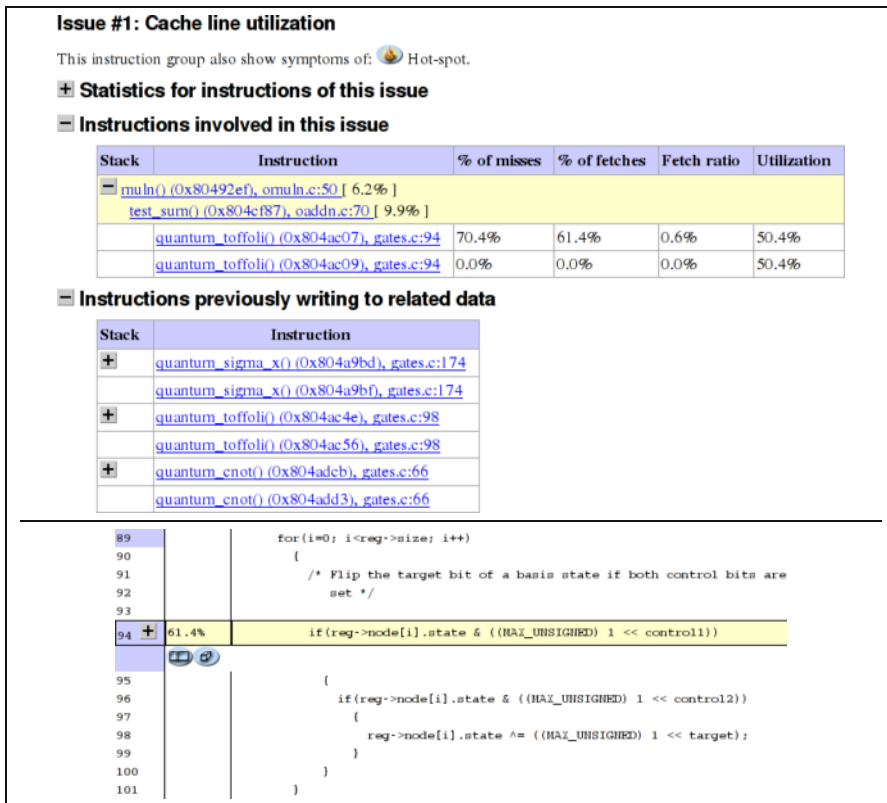 Issue #1: Cache line utilization
This instruction group also show symptoms of: Hot-spot.
+ Statistics for instructions of this issue
− Instructions involved in this issue
Stack Instruction % of misses % of fetches Fetch ratio Utilization
− muln() (0x80492ef), omuln.c:50 [ 6.2% ]
test_sum() (0x804cf87), oaddn.c:70 [ 9.9% ]
quantum_toffoli() (0x804ac07), gates.c:94 70.4% 61.4% 0.6% 50.4%
quantum_toffoli() (0x804ac09), gates.c:94 0.0% 0.0% 0.0% 50.4%
− Instructions previously writing to related data
Stack Instruction
+ quantum_sigma_x() (0x804a9bd), gates.c:174
quantum_sigma_x() (0x804a9bf), gates.c:174
+ quantum_toffoli() (0x804ac4e), gates.c:98
quantum_toffoli() (0x804ac56), gates.c:98
+ quantum_cnot() (0x804adcb), gates.c:66
quantum_cnot() (0x804add3), gates.c:66
89 for(i=0; i<reg->size; i++)
90 {
91 /* Flip the target bit of a basis state if both control bits are
92 set */
93
94 + 61.4% if(reg->node[i].state & ((MAX_UNSIGNED) 1 << control1))
95 {
96 if(reg->node[i].state & ((MAX_UNSIGNED) 1 << control2))
97 {
98 reg->node[i].state ^= ((MAX_UNSIGNED) 1 << target);
99 }
100 }
101 }